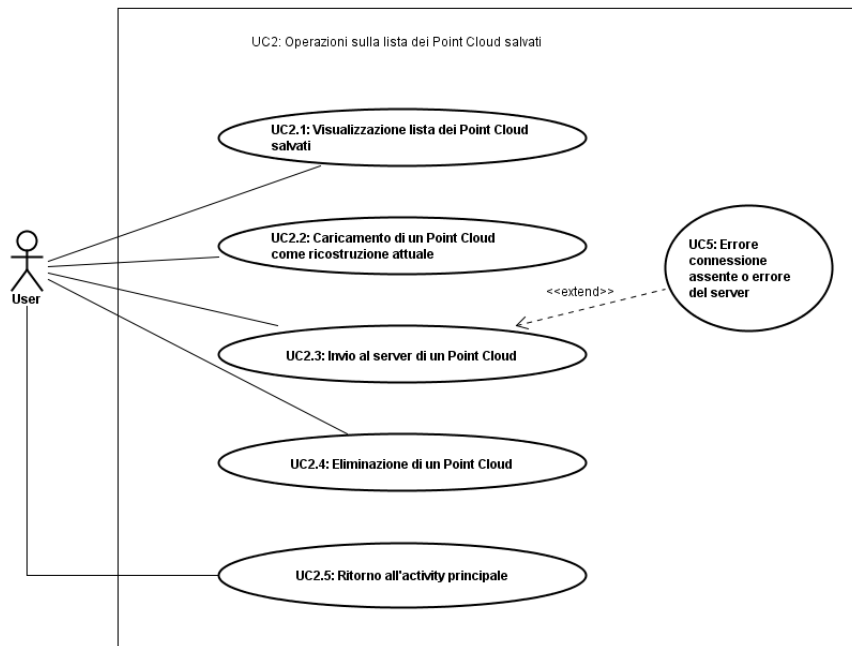 UC2: Operazioni sulla lista dei Point Cloud salvati
UC2.1: Visualizzazione lista dei Point Cloud
salvati
UC2.2: Caricamento di un Point Cloud
come ricostruzione attuale
UC5: Errore
connessione
assente o errore
del server
<<extend>>
User
UC2.3: Invio al server di un Point Cloud
UC2.4: Eliminazione di un Point Cloud
UC2.5: Ritorno all'activity principale